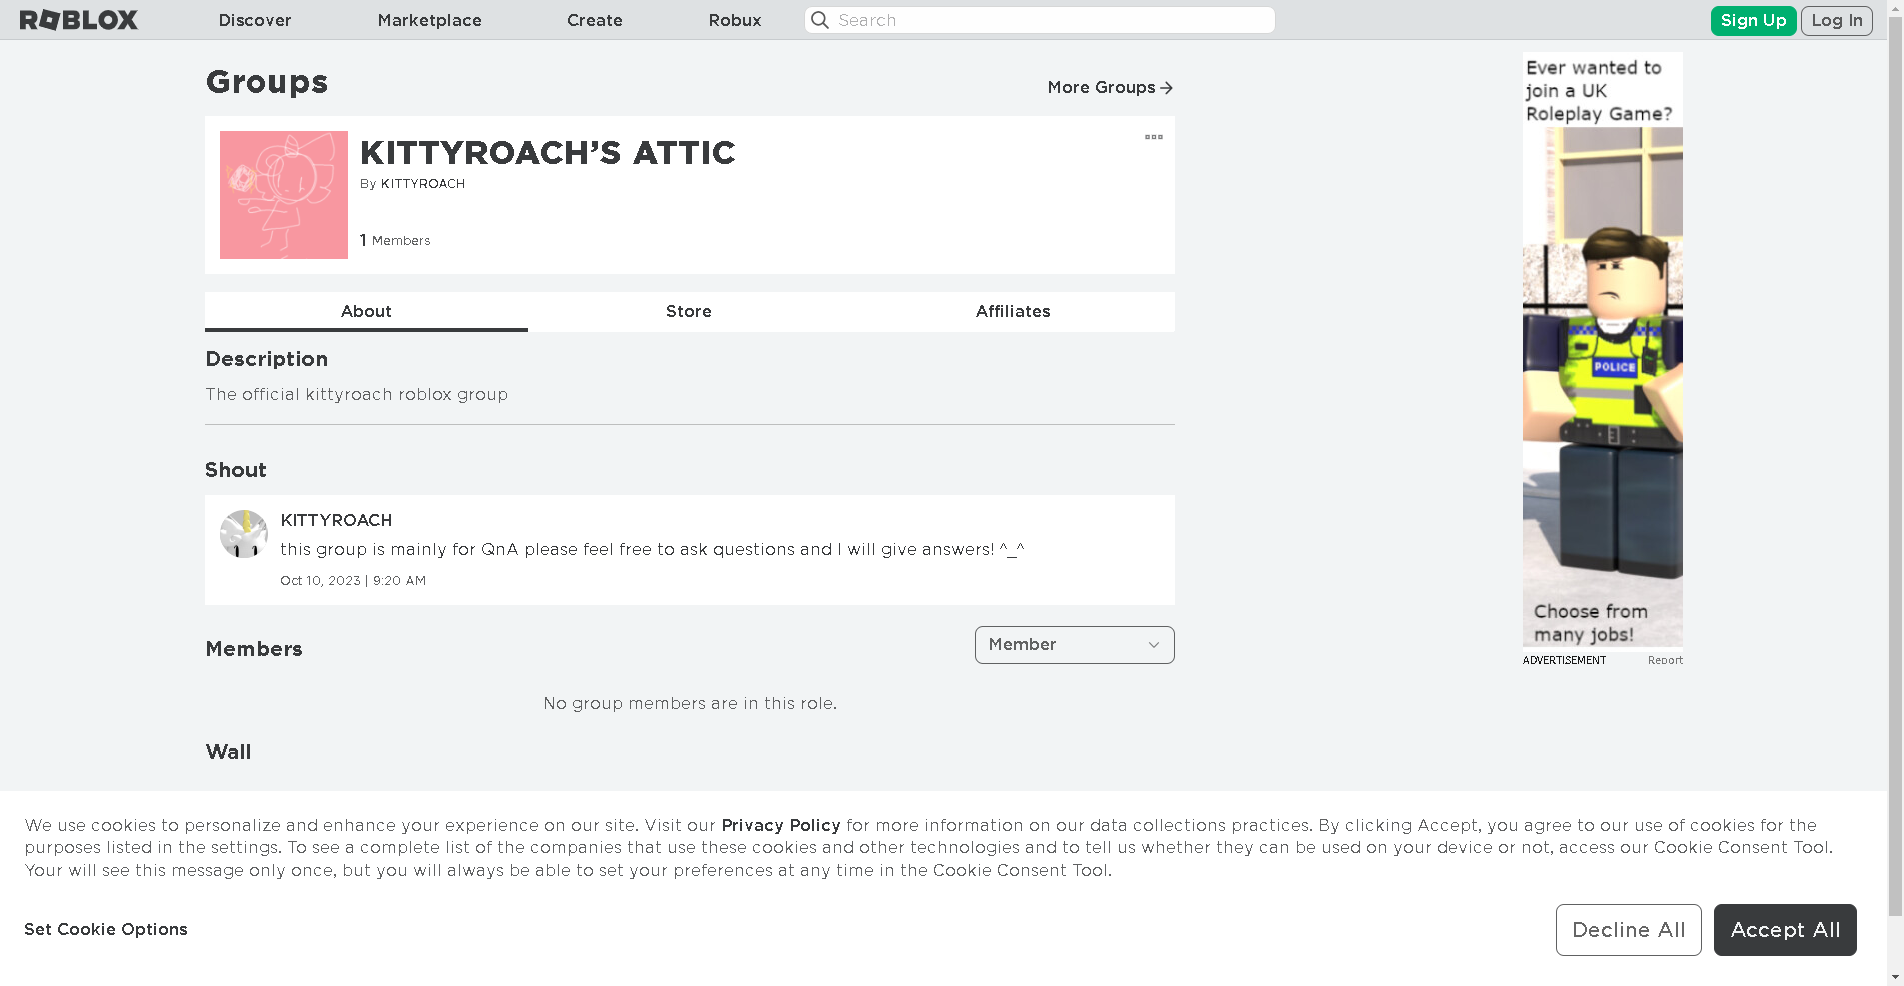 ROBLOX
Discover
Marketplace
Create
Robux
Search
Sign Up
Log In
Groups
More Groups
KITTYROACH’S ATTIC
By KITTYROACH
1 Members
About
Store
Affiliates
Description
The official kittyroach roblox group
Shout
KITTYROACH
this group is mainly for QnA please feel free to ask questions and I will give answers! ^_^
Oct 10, 2023 | 9:20 AM
Members
Member
No group members are in this role.
Wall
Ever wanted to
join a UK
Roleplay Game?
POLICE
Choose from
many jobs!
ADVERTISEMENT
Report
We use cookies to personalize and enhance your experience on our site. Visit our Privacy Policy for more information on our data collections practices. By clicking Accept, you agree to our use of cookies for the
purposes listed in the settings. To see a complete list of the companies that use these cookies and other technologies and to tell us whether they can be used on your device or not, access our Cookie Consent Tool.
Your will see this message only once, but you will always be able to set your preferences at any time in the Cookie Consent Tool.
Set Cookie Options
Decline All
Accept All